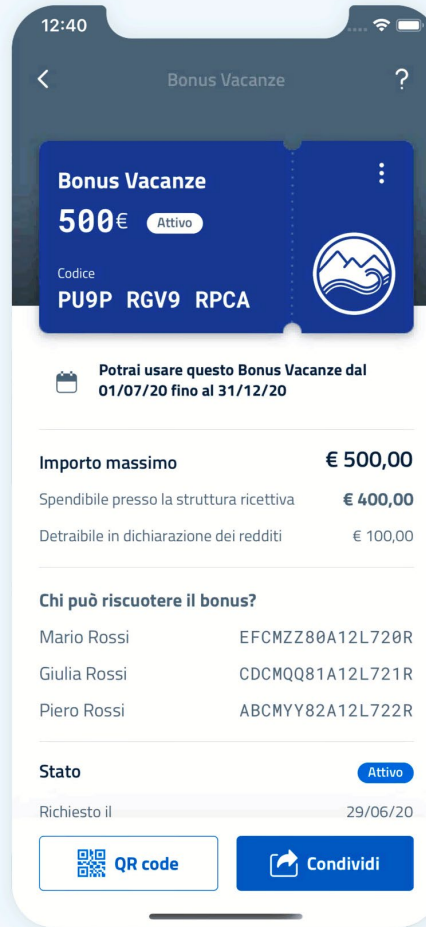 12:40
Bonus Vacanze
?
Bonus Vacanze
500€ Attivo
Codice
PU9P RGV9 RPCA
Potrai usare questo Bonus Vacanze dal
01/07/20 fino al 31/12/20
Importo massimo € 500,00
Spendibile presso la struttura ricettiva € 400,00
Detraibile in dichiarazione dei redditi € 100,00
Chi può riscuotere il bonus?
Mario Rossi EFCMZZ80A12L720R
Giulia Rossi CDCMQQ81A12L721R
Piero Rossi ABCMYY82A12L722R
Stato Attivo
Richiesto il 29/06/20
QR code Condividi